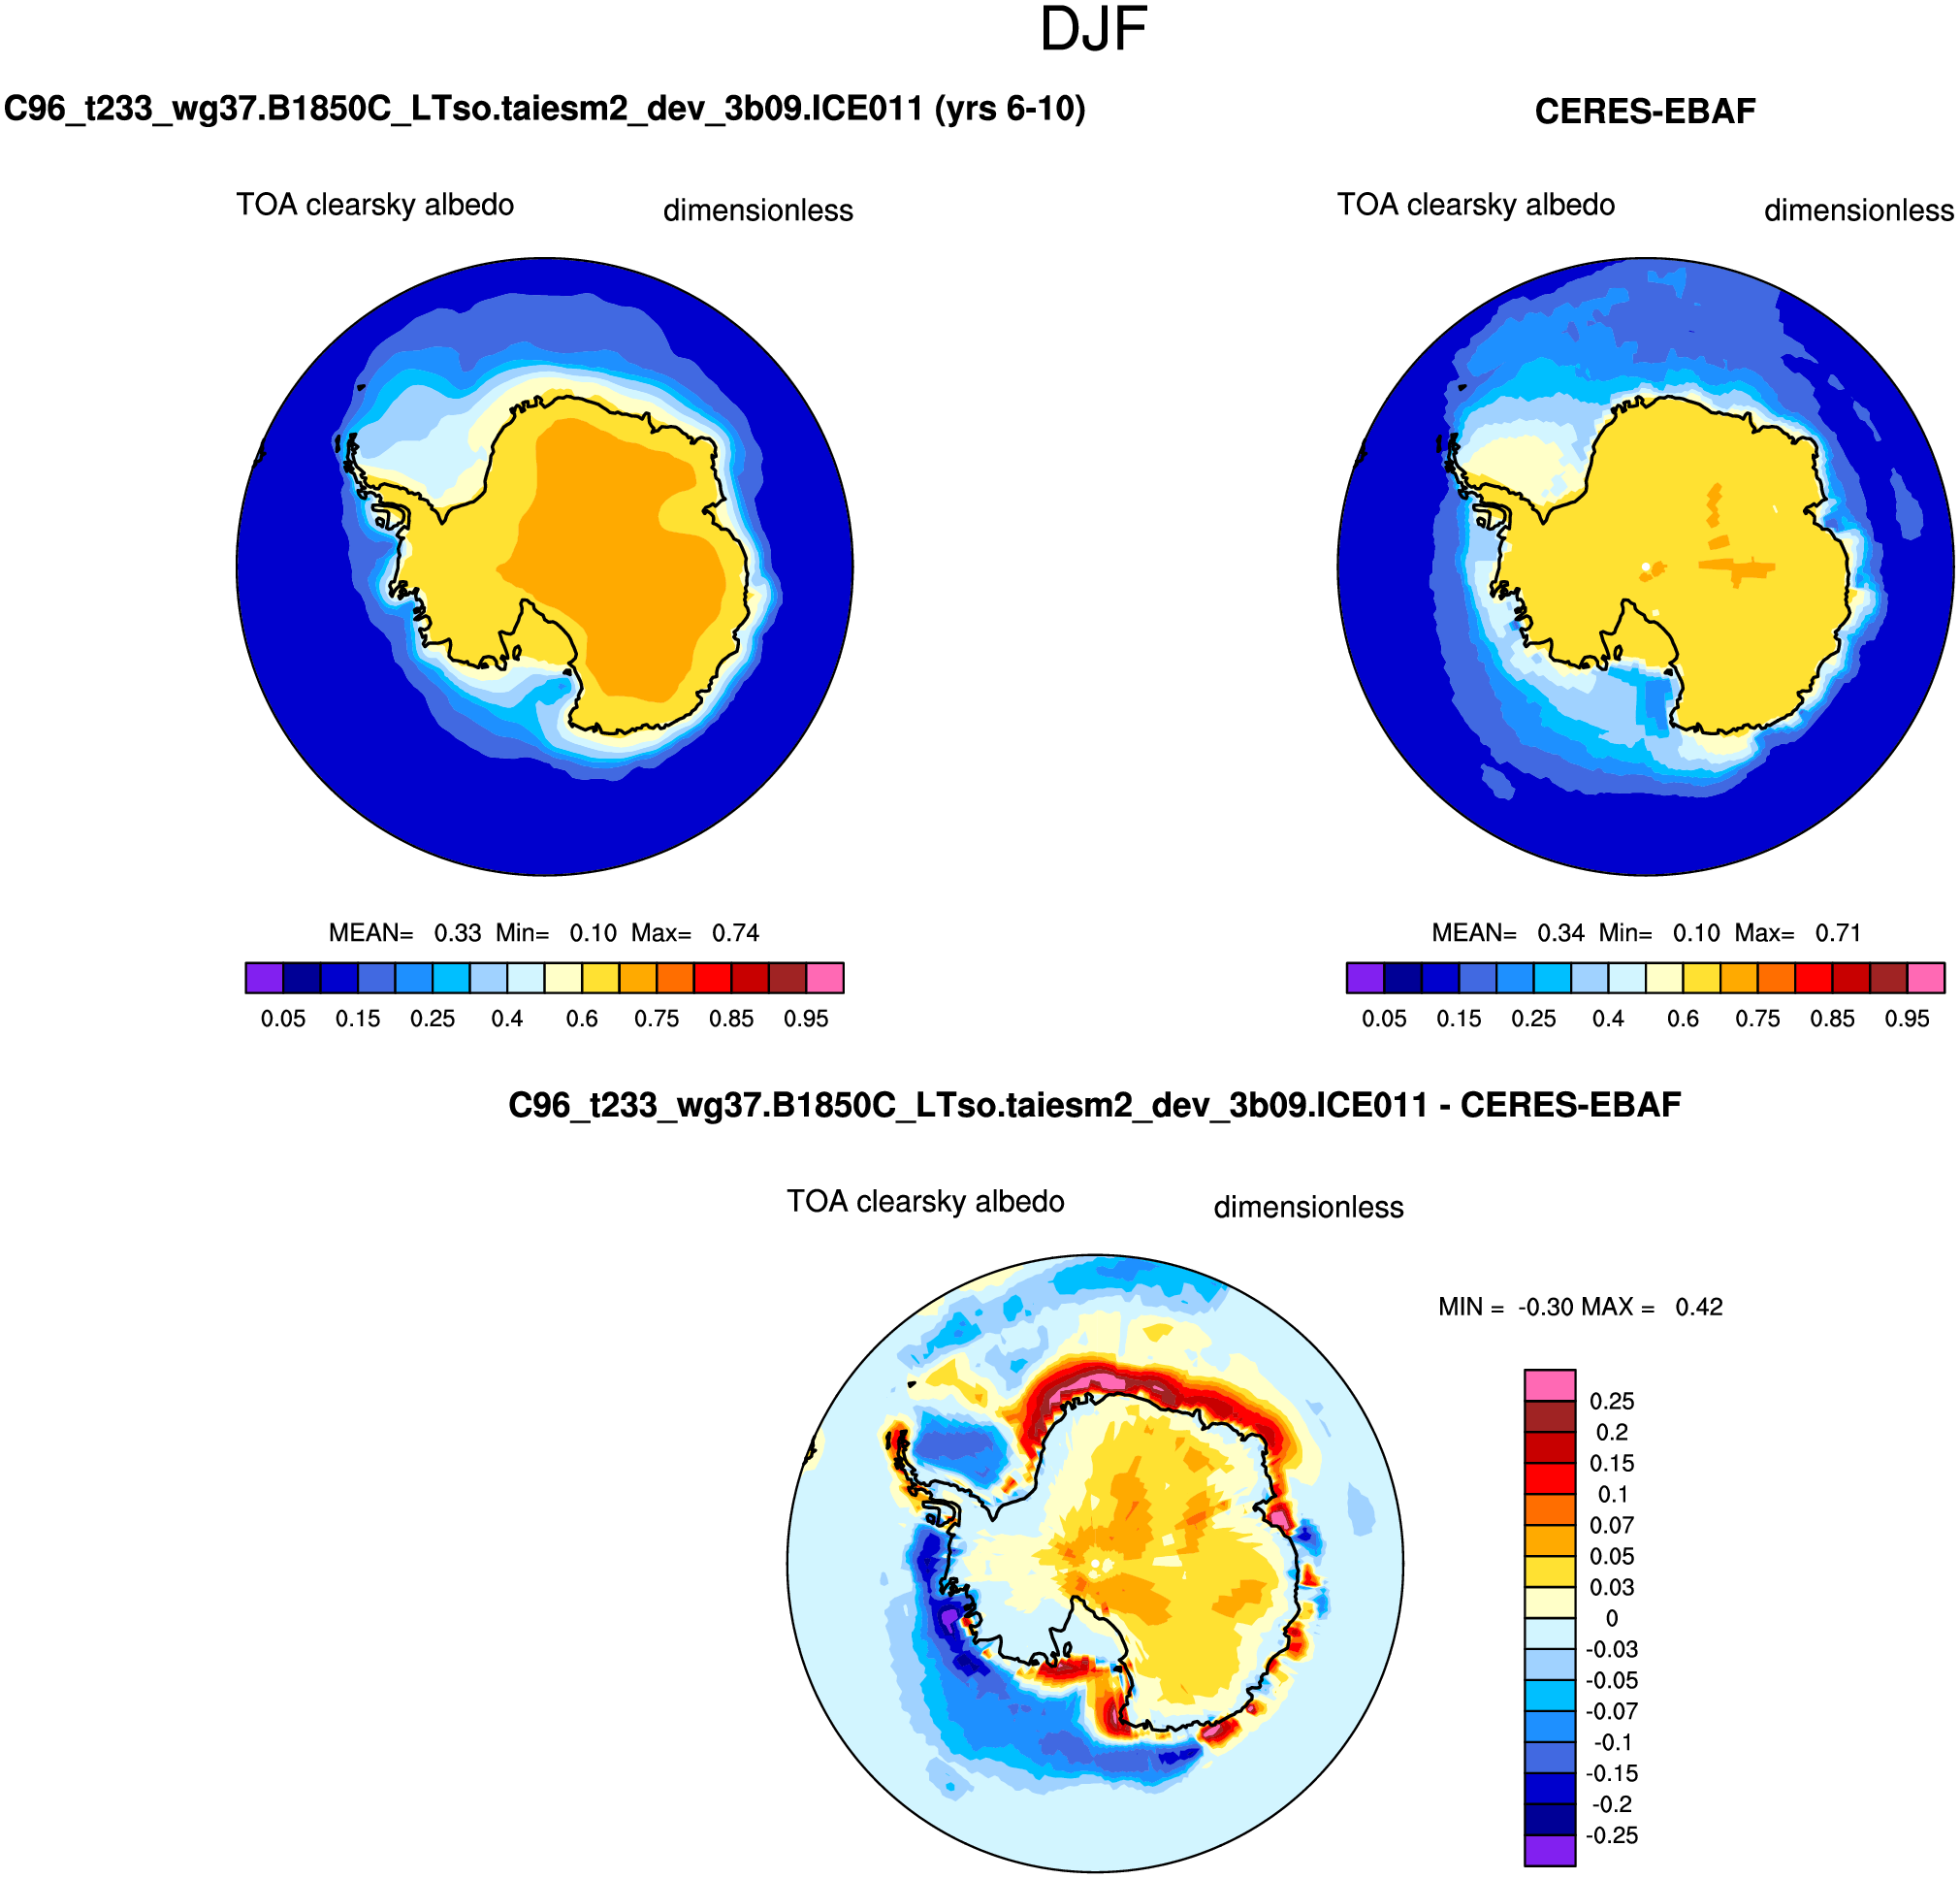 DJF
C96_t233_wg37.B1850C_LTso.taiesm2_dev_3b09.ICE011 (yrs 6-10)
CERES-EBAF
TOA clearsky albedo dimensionless
TOA clearsky albedo dimensionless
MEAN= 0.33 Min= 0.10 Max= 0.74
0.05 0.15 0.25 0.4 0.6 0.75 0.85 0.95
MEAN= 0.34 Min= 0.10 Max= 0.71
0.05 0.15 0.25 0.4 0.6 0.75 0.85 0.95
C96_t233_wg37.B1850C_LTso.taiesm2_dev_3b09.ICE011 - CERES-EBAF
TOA clearsky albedo dimensionless
MIN = -0.30 MAX = 0.42
0.25
0.2
0.15
0.1
0.07
0.05
0.03
0
-0.03
-0.05
-0.07
-0.1
-0.15
-0.2
-0.25